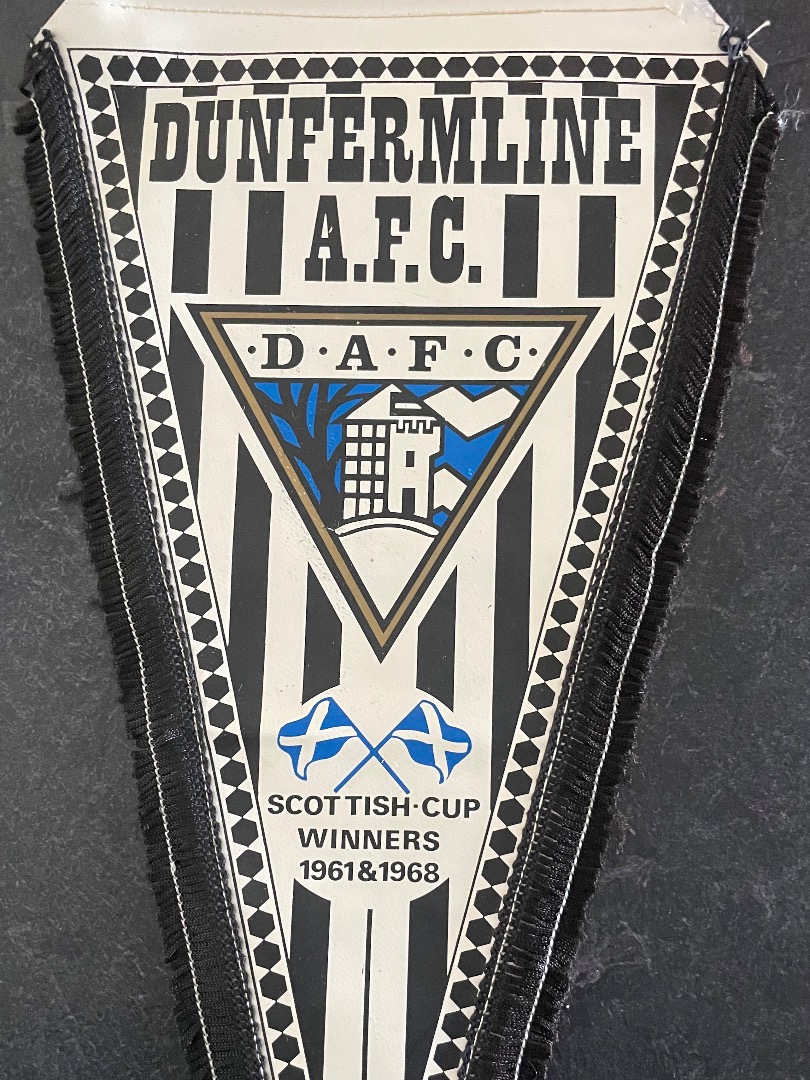 DUNFERMLINE
A.F.C.
·D·A·F·C·
SCOTTISH·CUP
WINNERS
1961&1968